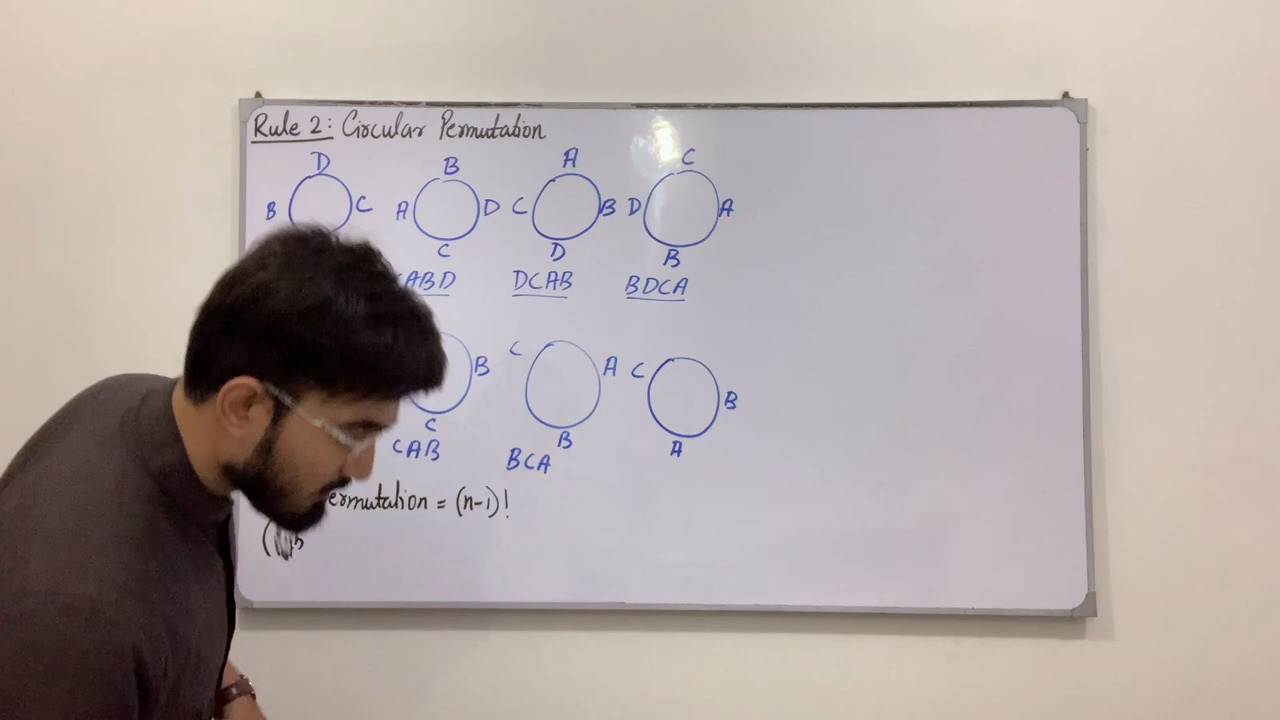 Rule 2: Circular Permutation
D B A C
B C A D C B D A
C D B
ABD DCAB BDCA
B C A C B
C B A
CAB BCA
ermutation = (n-1)!
(